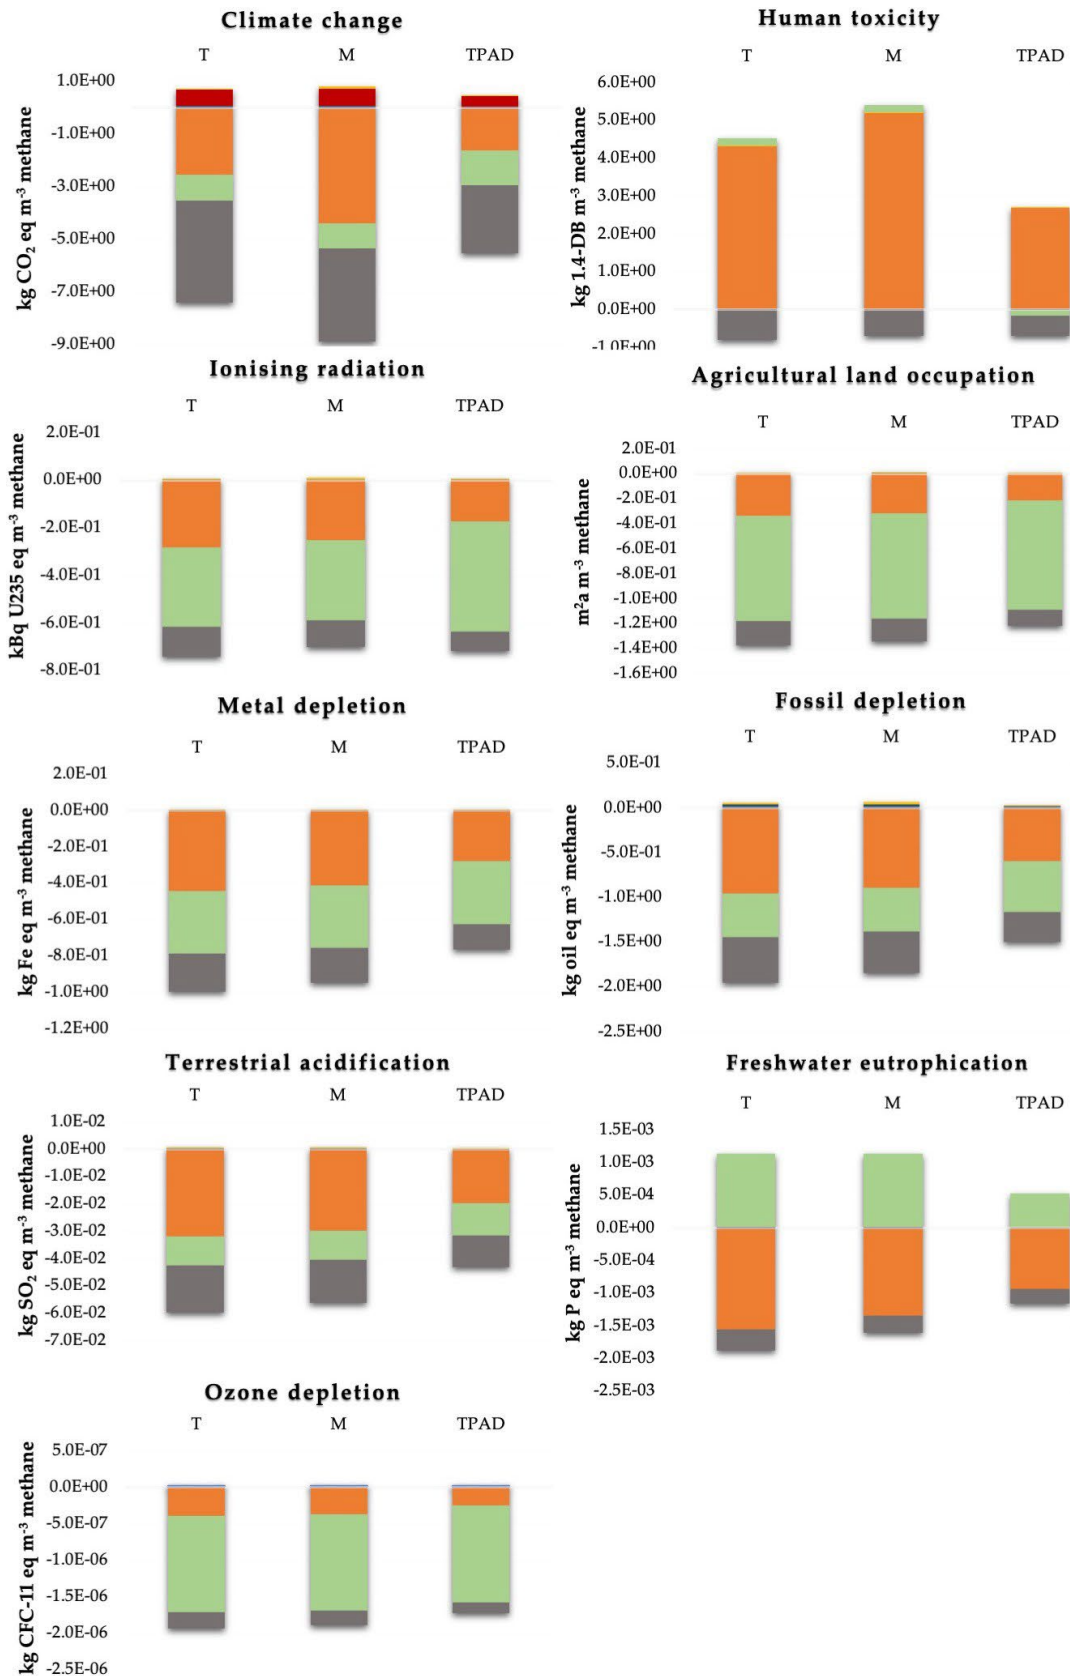 Climate change
T M TPAD
kg CO₂ eq m⁻³ methane
1.0E+00
-1.0E+00
-3.0E+00
-5.0E+00
-7.0E+00
-9.0E+00
Human toxicity
T M TPAD
kg 1.4-DB m⁻³ methane
6.0E+00
5.0E+00
4.0E+00
3.0E+00
2.0E+00
1.0E+00
0.0E+00
-1.0E+00
Ionising radiation
T M TPAD
kBq U235 eq m⁻³ methane
2.0E-01
0.0E+00
-2.0E-01
-4.0E-01
-6.0E-01
-8.0E-01
Agricultural land occupation
T M TPAD
m²a m⁻³ methane
2.0E-01
0.0E+00
-2.0E-01
-4.0E-01
-6.0E-01
-8.0E-01
-1.0E+00
-1.2E+00
-1.4E+00
-1.6E+00
Metal depletion
T M TPAD
kg Fe eq m⁻³ methane
2.0E-01
0.0E+00
-2.0E-01
-4.0E-01
-6.0E-01
-8.0E-01
-1.0E+00
-1.2E+00
Fossil depletion
T M TPAD
kg oil eq m⁻³ methane
5.0E-01
0.0E+00
-5.0E-01
-1.0E+00
-1.5E+00
-2.0E+00
-2.5E+00
Terrestrial acidification
T M TPAD
kg SO₂ eq m⁻³ methane
1.0E-02
0.0E+00
-1.0E-02
-2.0E-02
-3.0E-02
-4.0E-02
-5.0E-02
-6.0E-02
-7.0E-02
Freshwater eutrophication
T M TPAD
kg P eq m⁻³ methane
1.5E-03
1.0E-03
5.0E-04
0.0E+00
-5.0E-04
-1.0E-03
-1.5E-03
-2.0E-03
-2.5E-03
Ozone depletion
T M TPAD
kg CFC-11 eq m⁻³ methane
5.0E-07
0.0E+00
-5.0E-07
-1.0E-06
-1.5E-06
-2.0E-06
-2.5E-06